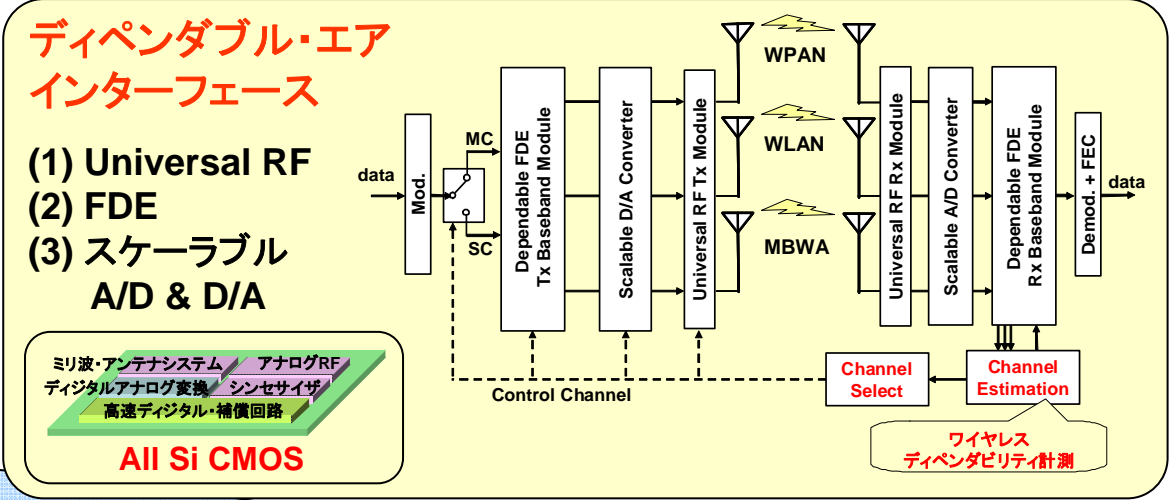 ディペンダブル・エア
インターフェース
(1) Universal RF
(2) FDE
(3) スケーラブル
A/D & D/A
ミリ波・アンテナシステム
アナログRF
ディジタルアナログ変換
シンセサイザ
高速ディジタル・補償回路
All Si CMOS
data
Mod.
MC
SC
Dependable FDE
Tx Baseband Module
Scalable D/A Converter
Universal RF Tx Module
WPAN
WLAN
MBWA
Universal RF Rx Module
Scalable A/D Converter
Dependable FDE
Rx Baseband Module
Demod. + FEC
data
Control Channel
Channel
Select
Channel
Estimation
ワイヤレス
ディペンダビリティ計測